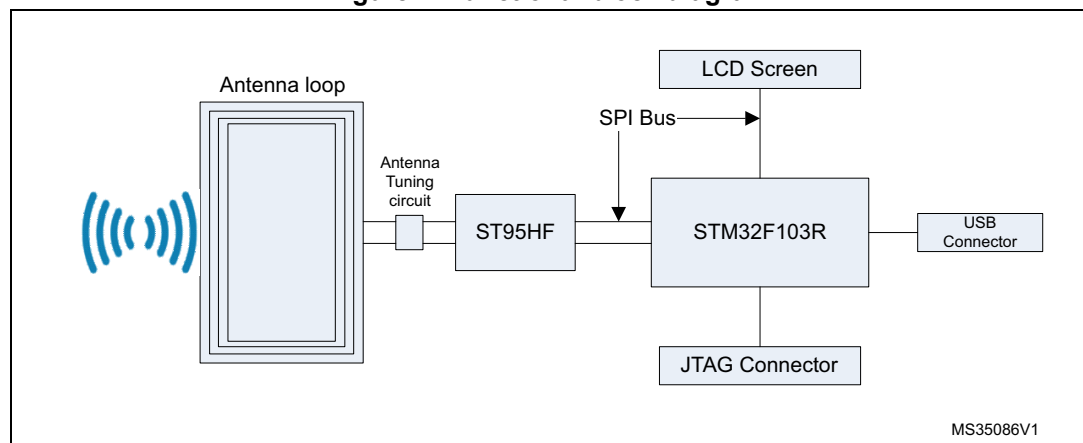 LCD Screen
Antenna loop
SPI Bus
Antenna
Tuning
circuit
ST95HF
STM32F103R
USB
Connector
JTAG Connector
MS35086V1